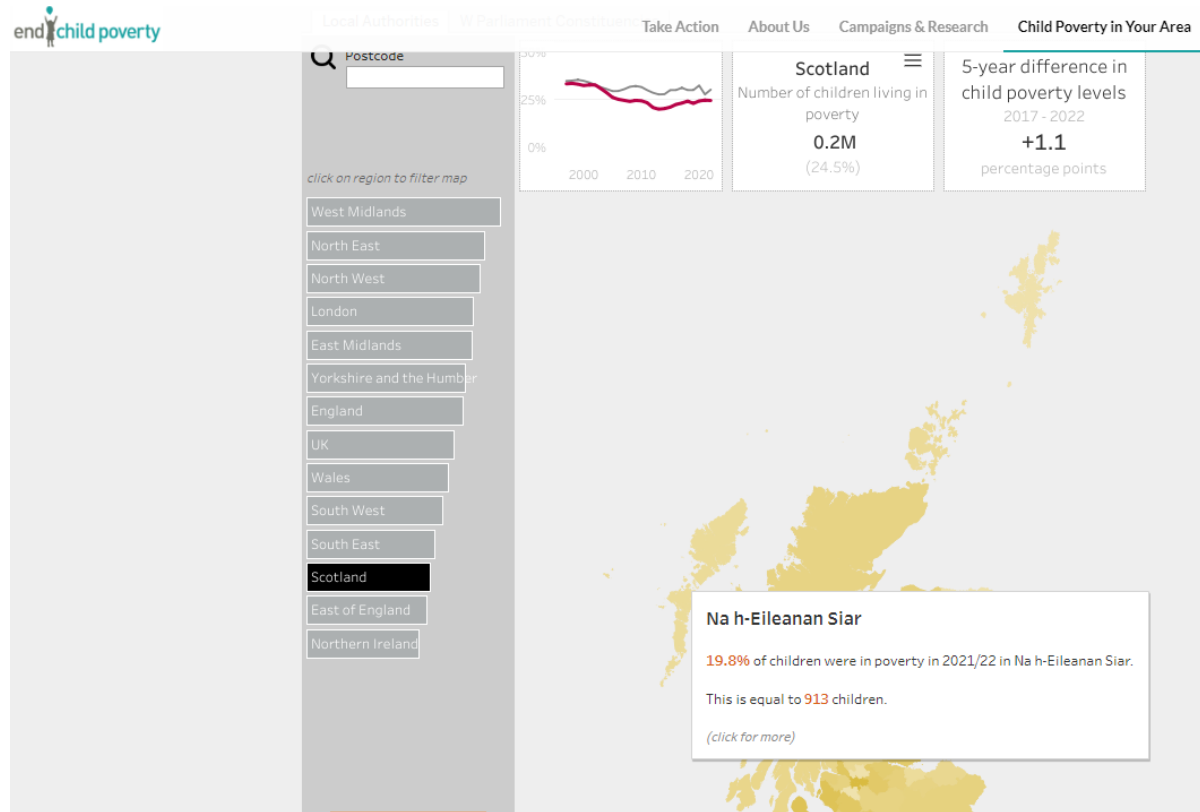 end child poverty
Local Authorities
Take Action
About Us
Campaigns & Research
Child Poverty in Your Area
Postcode
click on region to filter map
West Midlands
North East
North West
London
East Midlands
Yorkshire and the Humber
England
UK
Wales
South West
South East
Scotland
East of England
Northern Ireland
50%
25%
0%
2000 2010 2020
Scotland
Number of children living in
poverty
0.2M
(24.5%)
5-year difference in
child poverty levels
2017 - 2022
+1.1
percentage points
Na h-Eileanan Siar
19.8% of children were in poverty in 2021/22 in Na h-Eileanan Siar.
This is equal to 913 children.
(click for more)